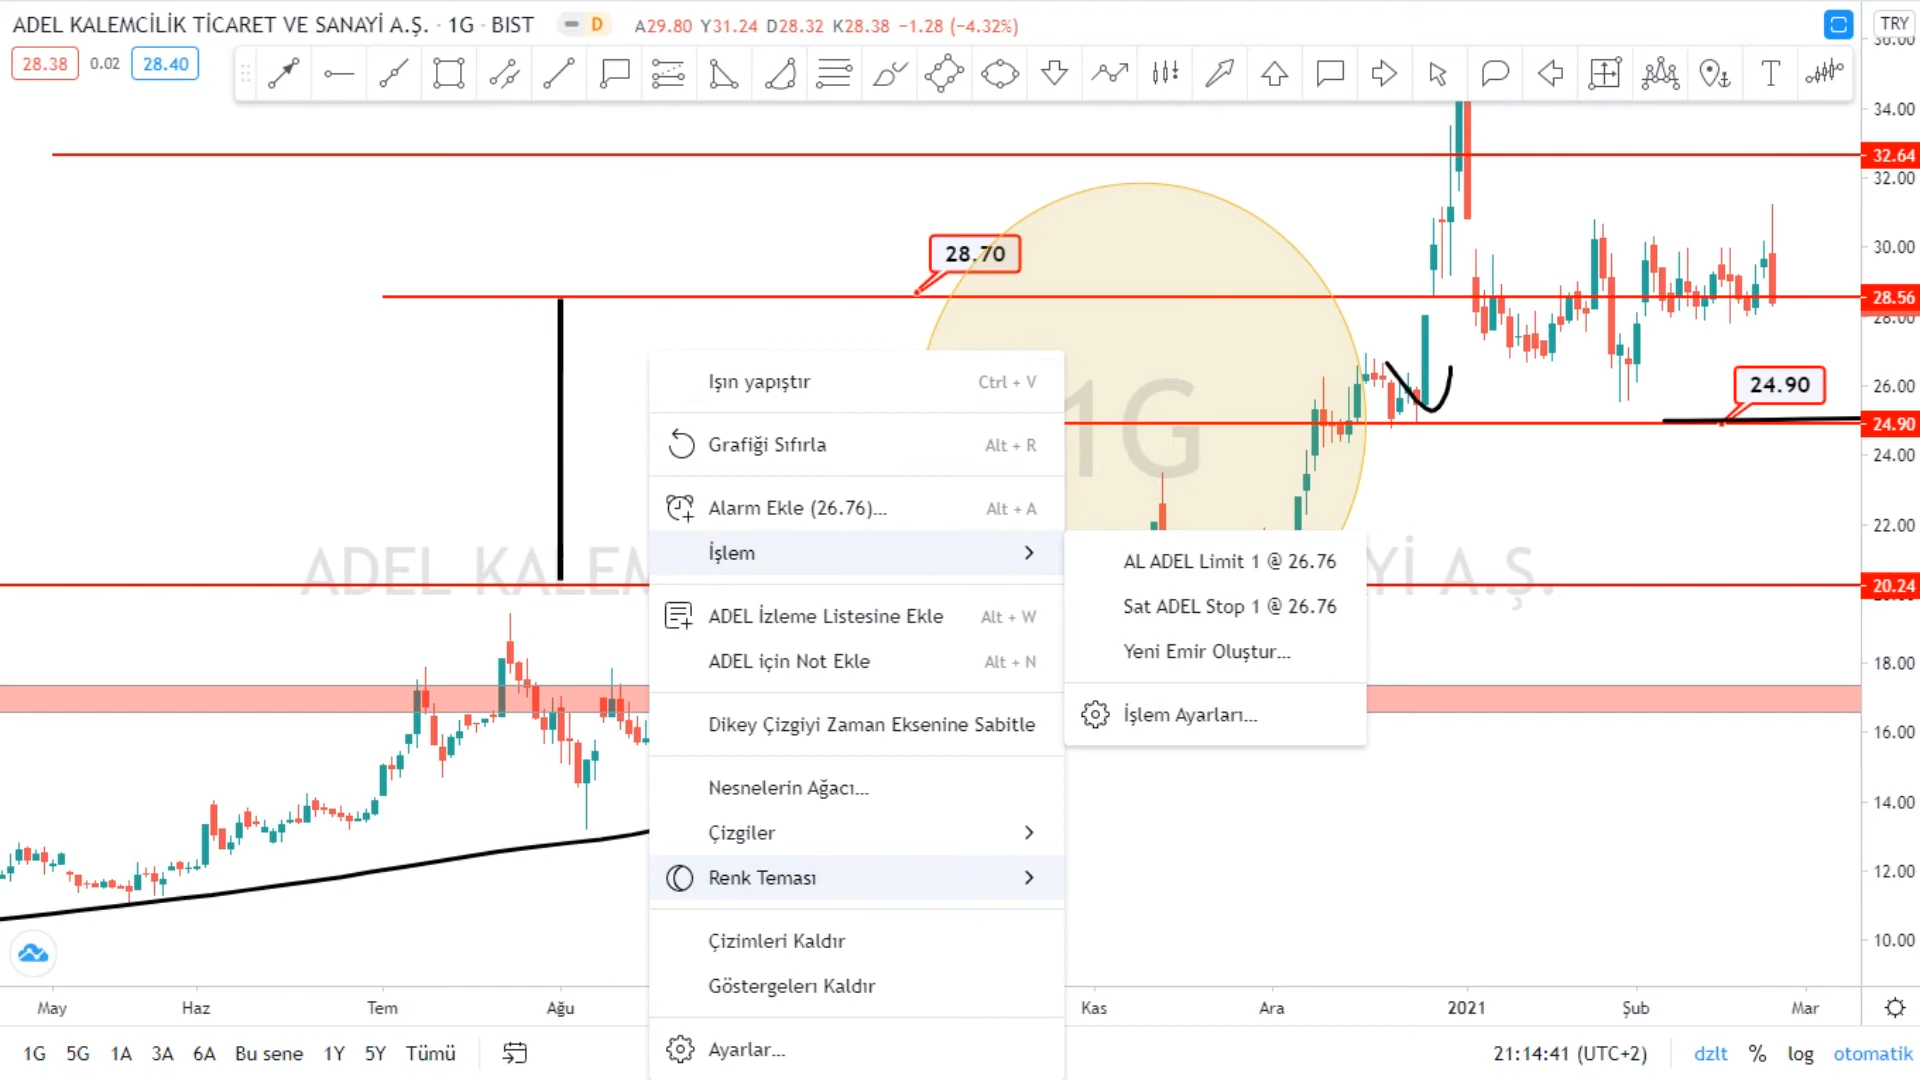 ADEL KALEMCİLİK TİCARET VE SANAYİ A.Ş. · 1G · BIST D A29.80 Y31.24 D28.32 K28.38 −1.28 (−4.32%)
TRY
28.38 0.02 28.40
T
34.00
32.64
32.00
28.70
30.00
28.56
28.00
1G
26.00
24.90
24.90
24.00
22.00
ADEL KALEM
Yİ A.Ş.
20.24
18.00
16.00
14.00
12.00
10.00
Işın yapıştır Ctrl + V
Grafiği Sıfırla Alt + R
Alarm Ekle (26.76)... Alt + A
İşlem
ADEL İzleme Listesine Ekle Alt + W
ADEL için Not Ekle Alt + N
Dikey Çizgiyi Zaman Eksenine Sabitle
Nesnelerin Ağacı...
Çizgiler
Renk Teması
Çizimleri Kaldır
Göstergeleri Kaldır
Ayarlar...
AL ADEL Limit 1 @ 26.76
Sat ADEL Stop 1 @ 26.76
Yeni Emir Oluştur...
İşlem Ayarları...
May Haz Tem Ağu Kas Ara 2021 Şub Mar
1G 5G 1A 3A 6A Bu sene 1Y 5Y Tümü 21:14:41 (UTC+2) dzlt % log otomatik